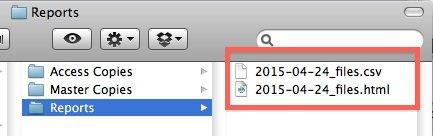 Reports
Access Copies
Master Copies
Reports
2015-04-24_files.csv
2015-04-24_files.html